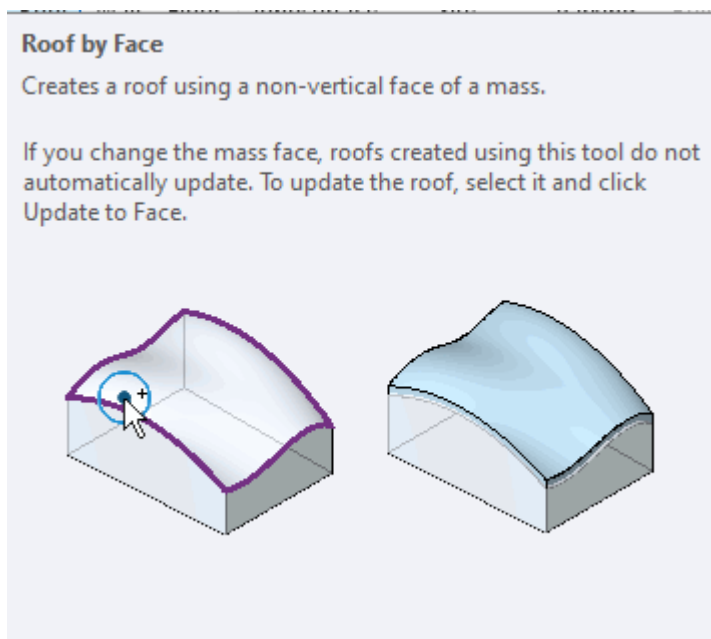 Roof by Face
Creates a roof using a non-vertical face of a mass.
If you change the mass face, roofs created using this tool do not
automatically update. To update the roof, select it and click
Update to Face.